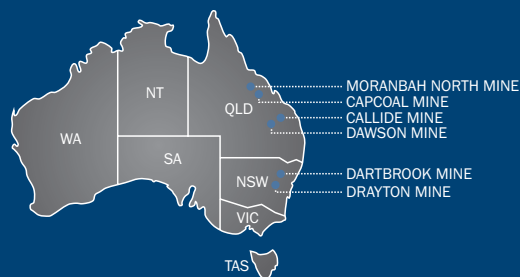 MORANBAH NORTH MINE
NT
CAPCOAL MINE
QLD
CALLIDE MINE
WA
DAWSON MINE
SA
DARTBROOK MINE
NSW
DRAYTON MINE
VIC
TAS